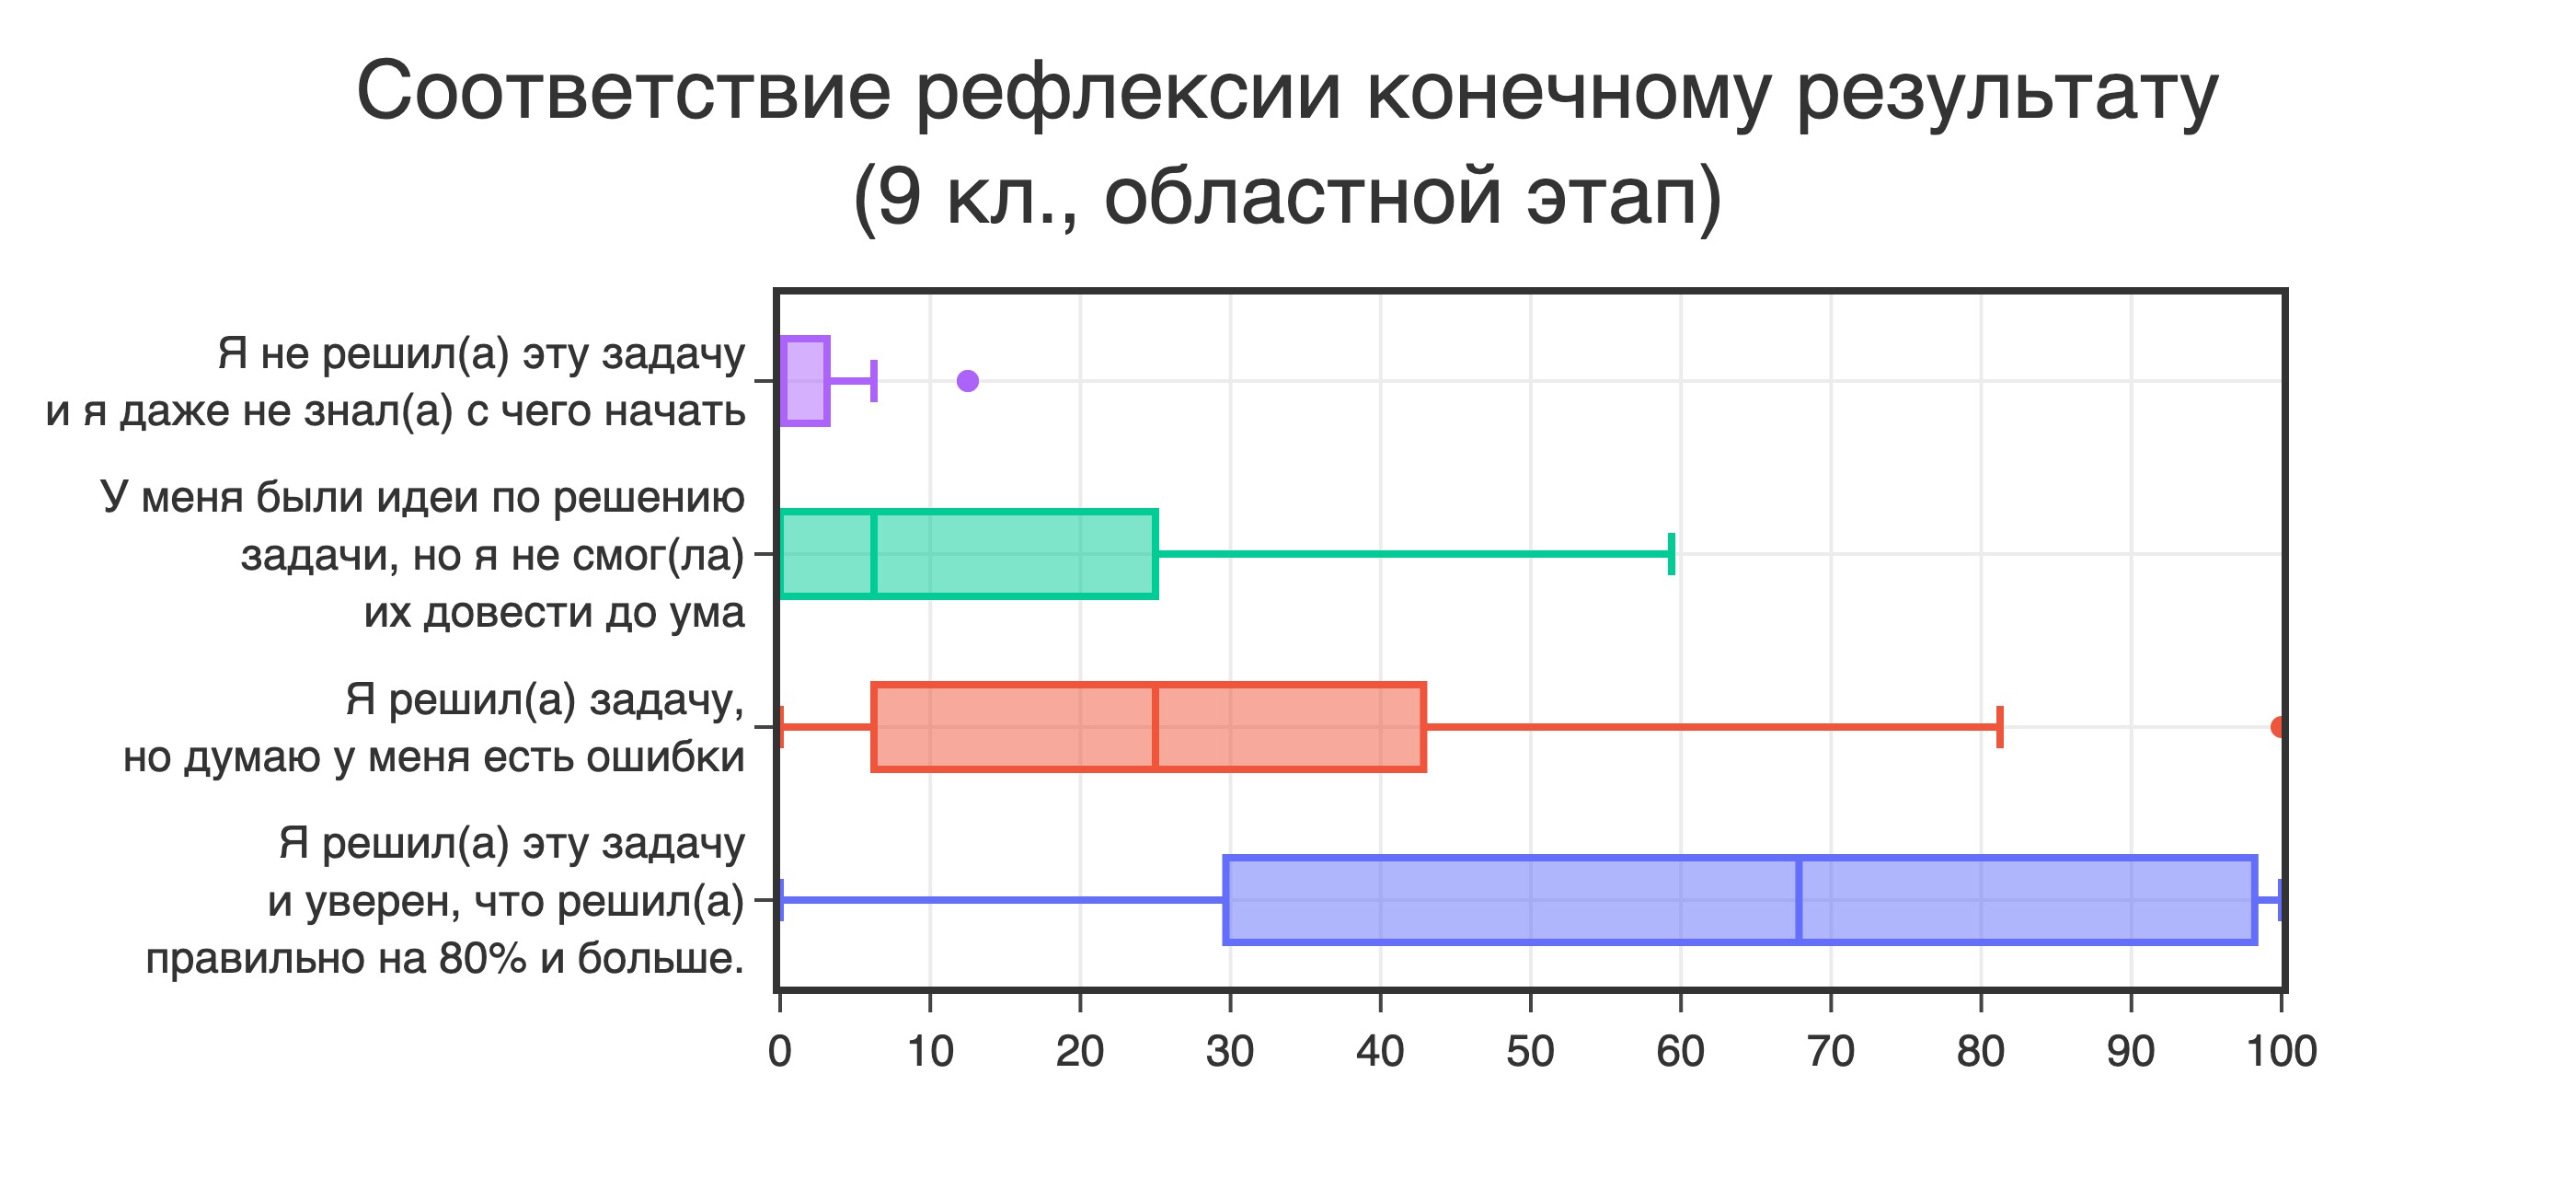 Соответствие рефлексии конечному результату
(9 кл., областной этап)
Я не решил(а) эту задачу
и я даже не знал(а) с чего начать
У меня были идеи по решению
задачи, но я не смог(ла)
их довести до ума
Я решил(а) задачу,
но думаю у меня есть ошибки
Я решил(а) эту задачу
и уверен, что решил(а)
правильно на 80% и больше.
0 10 20 30 40 50 60 70 80 90 100